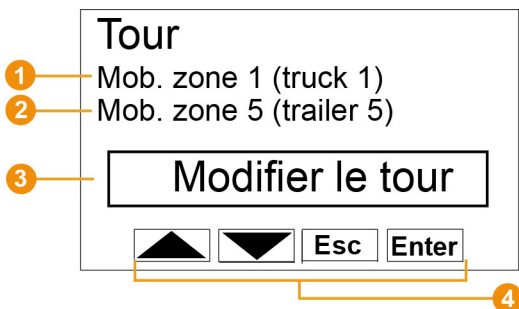 Tour
1 Mob. zone 1 (truck 1)
2 Mob. zone 5 (trailer 5)
3 Modifier le tour
Esc Enter
4